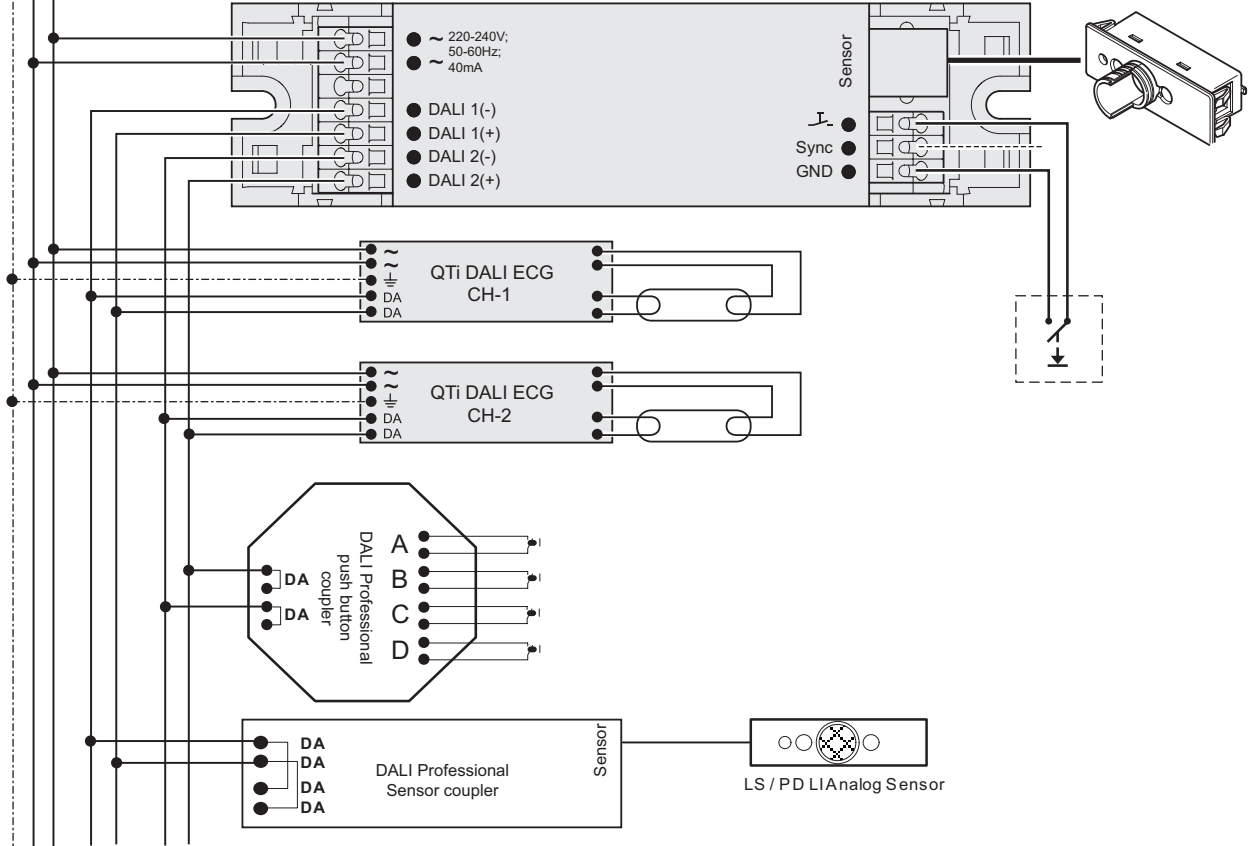 ~ 220-240V;
50-60Hz;
~ 40mA
DALI 1(-)
DALI 1(+)
DALI 2(-)
DALI 2(+)
Sensor
Sync
GND
~
~
DA
DA
QTi DALI ECG
CH-1
~
~
DA
DA
QTi DALI ECG
CH-2
DA
DA
DALI Professional
push button
coupler
A
B
C
D
DA
DA
DA
DA
DALI Professional
Sensor coupler
Sensor
LS / PD LI Analog Sensor